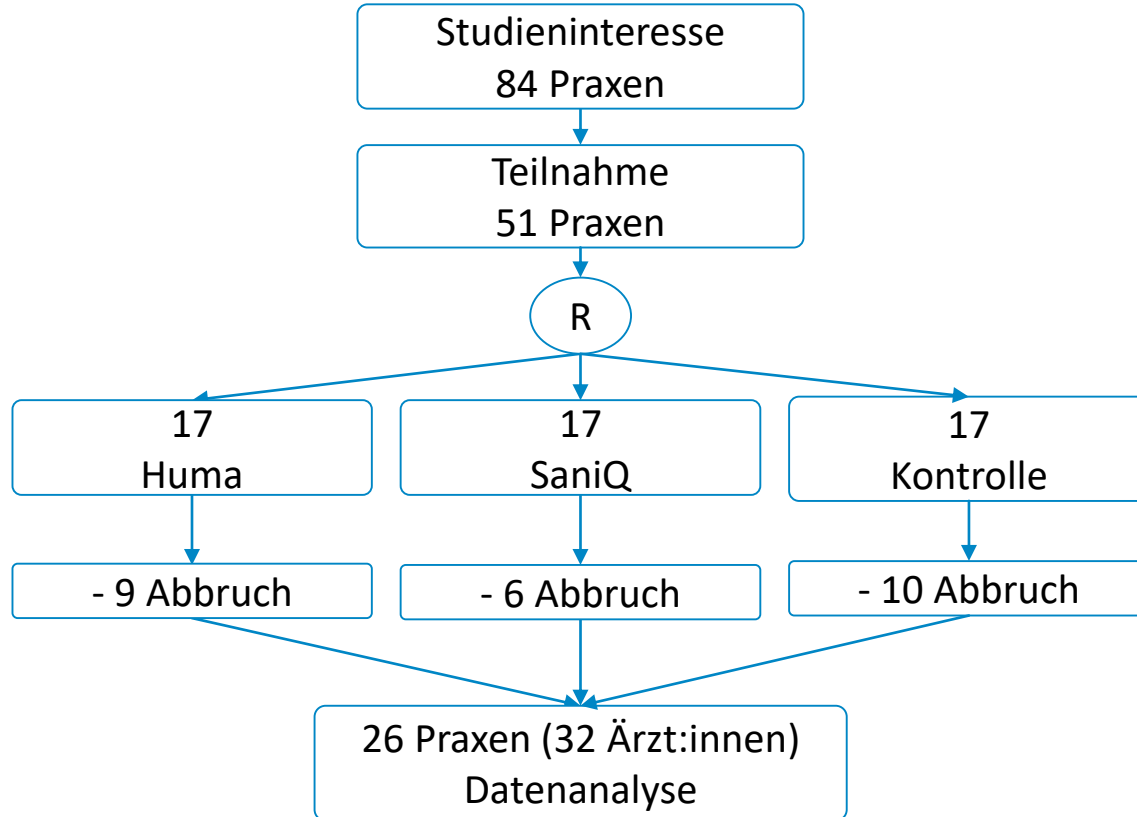 Studieninteresse
84 Praxen
Teilnahme
51 Praxen
R
17
Huma
17
SaniQ
17
Kontrolle
- 9 Abbruch
- 6 Abbruch
- 10 Abbruch
26 Praxen (32 Ärzt:innen)
Datenanalyse